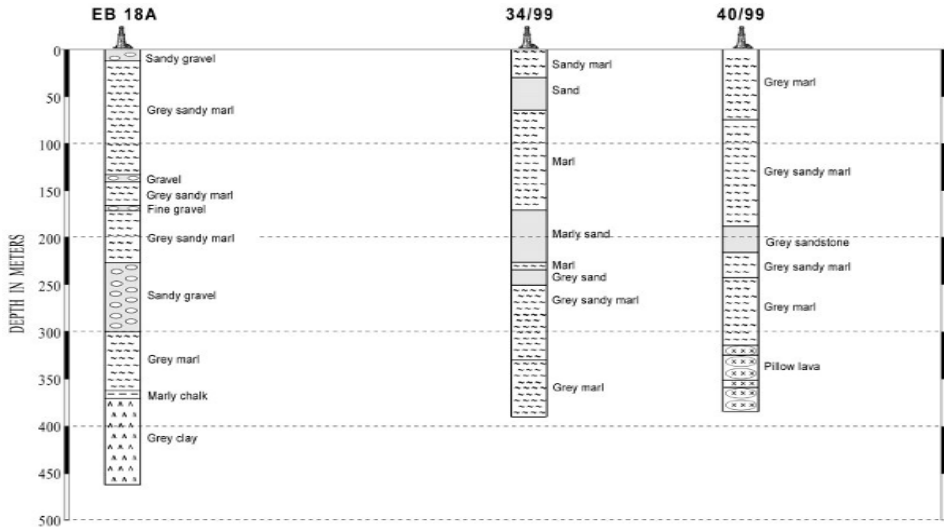 EB 18A
34/99
40/99
DEPTH IN METERS
0
50
100
150
200
250
300
350
400
450
500
Sandy gravel
Grey sandy marl
Gravel
Grey sandy marl
Fine gravel
Grey sandy marl
Sandy gravel
Grey marl
Marly chalk
Grey clay
Sandy marl
Sand
Marl
Marly sand
Marl
Grey sand
Grey sandy marl
Grey marl
Grey marl
Grey sandy marl
Grey sandstone
Grey sandy marl
Grey marl
Pillow lava